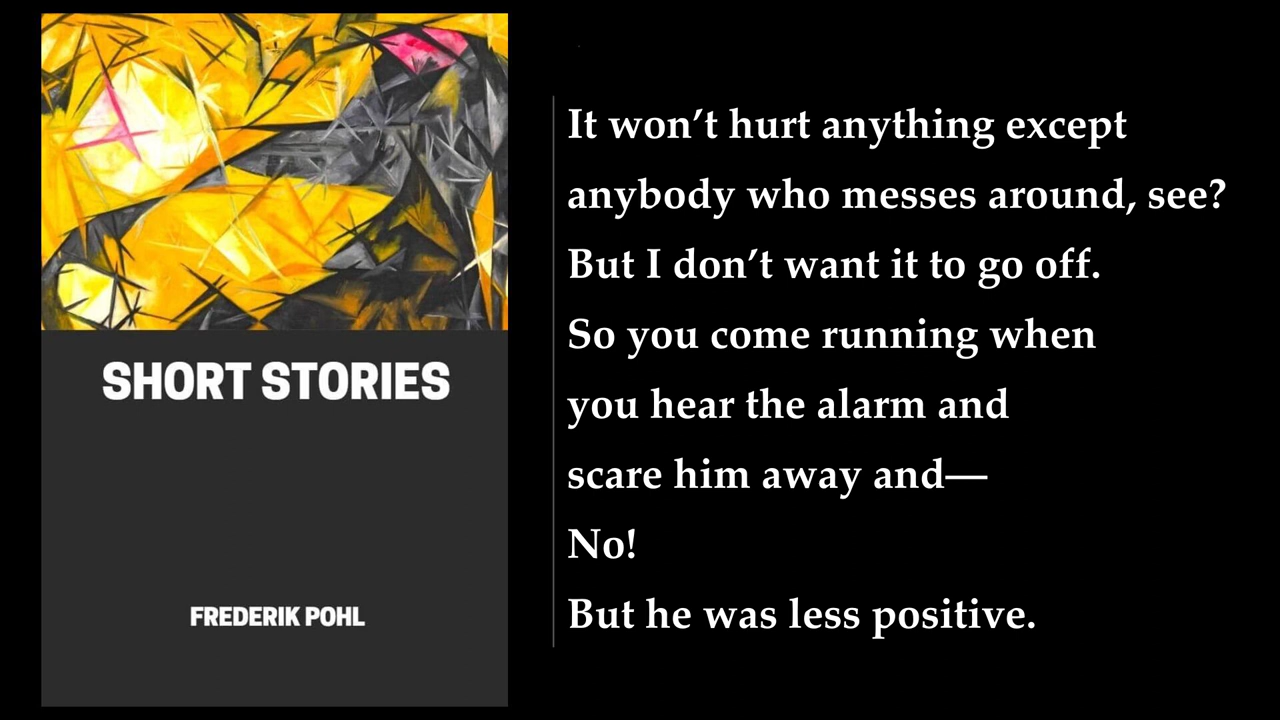 SHORT STORIES
FREDERIK POHL
It won’t hurt anything except
anybody who messes around, see?
But I don’t want it to go off.
So you come running when
you hear the alarm and
scare him away and—
No!
But he was less positive.